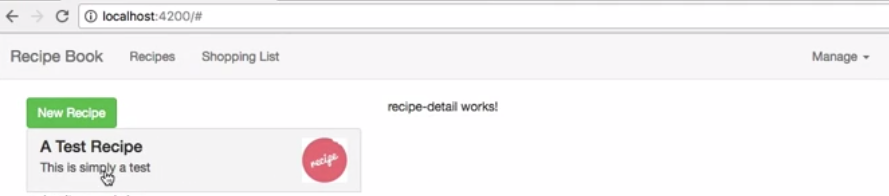 localhost:4200/#
Recipe Book Recipes Shopping List Manage
New Recipe
recipe-detail works!
A Test Recipe
This is simply a test
recipe